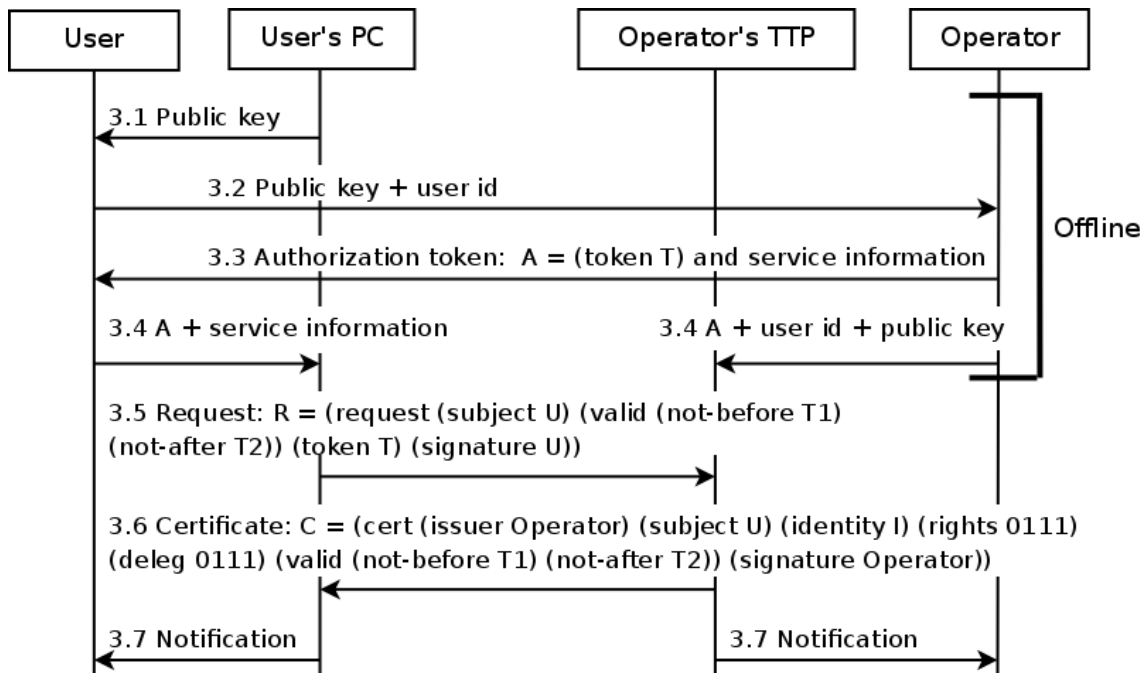 User
User's PC
Operator's TTP
Operator
3.1 Public key
3.2 Public key + user id
Offline
3.3 Authorization token:  A = (token T) and service information
3.4 A + service information
3.4 A + user id + public key
3.5 Request: R = (request (subject U) (valid (not-before T1)
(not-after T2)) (token T) (signature U))
3.6 Certificate: C = (cert (issuer Operator) (subject U) (identity I) (rights 0111)
(deleg 0111) (valid (not-before T1) (not-after T2)) (signature Operator))
3.7 Notification
3.7 Notification